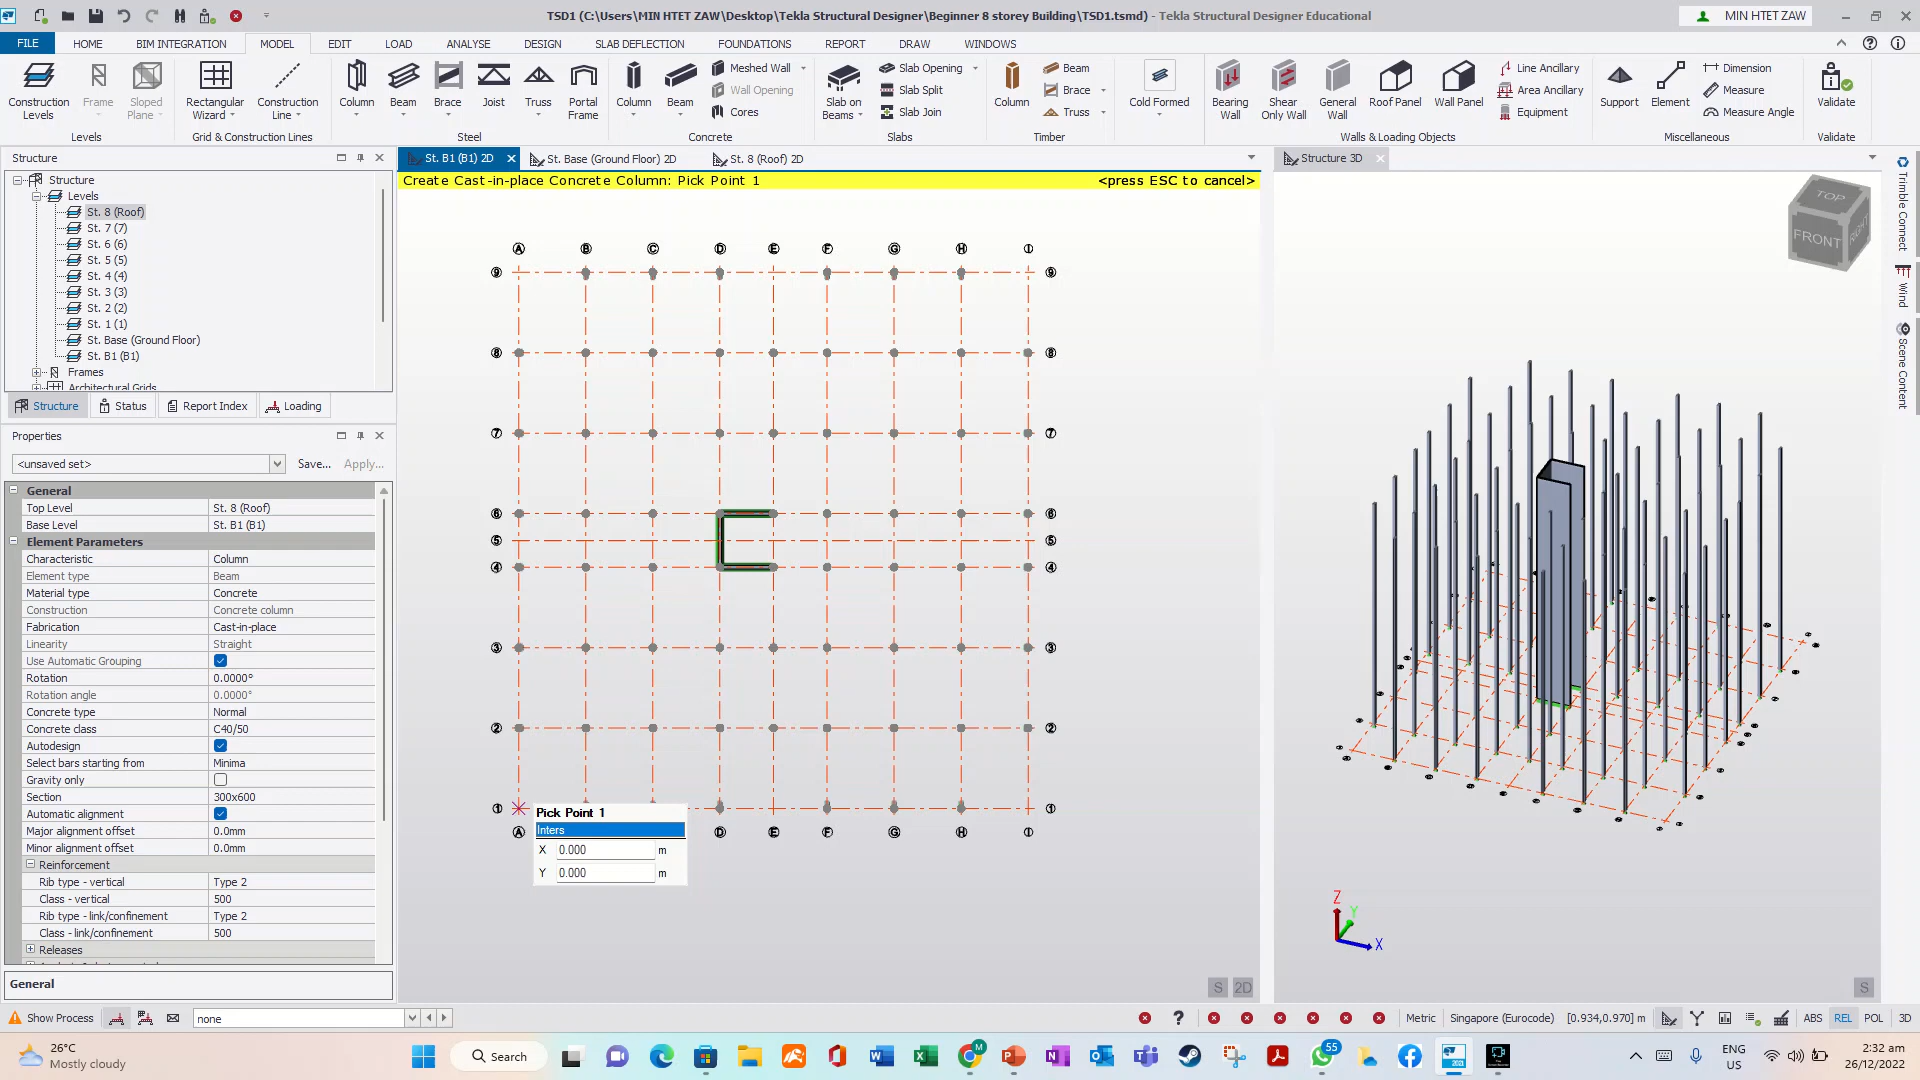 TSD1 (C:\Users\MIN HTET ZAW\Desktop\Tekla Structural Designer\Beginner 8 storey Building\TSD1.tsmd) - Tekla Structural Designer Educational
MIN HTET ZAW
FILE HOME BIM INTEGRATION MODEL EDIT LOAD ANALYSE DESIGN SLAB DEFLECTION FOUNDATIONS REPORT DRAW WINDOWS
Construction Levels
Frame
Sloped Plane
Levels
Rectangular Wizard
Construction Line
Grid & Construction Lines
Column
Beam
Brace
Joist
Truss
Portal Frame
Steel
Column
Beam
Meshed Wall
Wall Opening
Cores
Concrete
Slab on Beams
Slab Opening
Slab Split
Slab Join
Slabs
Column
Beam
Brace
Truss
Timber
Cold Formed
Bearing Wall
Shear Only Wall
General Wall
Roof Panel
Wall Panel
Line Ancillary
Area Ancillary
Equipment
Walls & Loading Objects
Support
Element
Dimension
Measure
Measure Angle
Miscellaneous
Validate
Validate
Structure
Structure
Levels
St. 8 (Roof)
St. 7 (7)
St. 6 (6)
St. 5 (5)
St. 4 (4)
St. 3 (3)
St. 2 (2)
St. 1 (1)
St. Base (Ground Floor)
St. B1 (B1)
Frames
Architectural Grids
Structure Status Report Index Loading
Properties
<unsaved set> Save... Apply...
General
Top Level St. 8 (Roof)
Base Level St. B1 (B1)
Element Parameters
Characteristic Column
Element type Beam
Material type Concrete
Construction Concrete column
Fabrication Cast-in-place
Linearity Straight
Use Automatic Grouping
Rotation 0.0000°
Rotation angle 0.0000°
Concrete type Normal
Concrete class C40/50
Autodesign
Select bars starting from Minima
Gravity only
Section 300x600
Automatic alignment
Major alignment offset 0.0mm
Minor alignment offset 0.0mm
Reinforcement
Rib type - vertical Type 2
Class - vertical 500
Rib type - link/confinement Type 2
Class - link/confinement 500
Releases
General
St. B1 (B1) 2D St. Base (Ground Floor) 2D St. 8 (Roof) 2D
Create Cast-in-place Concrete Column: Pick Point 1 <press ESC to cancel>
A B C D E F G H I
9 9
8 8
7 7
6 6
5 5
4 4
3 3
2 2
1 1
A D E F G H I
Pick Point 1
Inters
X 0.000 m
Y 0.000 m
S 2D
Structure 3D
TOP
FRONT
RIGHT
Z
Y
X
S
Trimble Connect
Wind
Scene Content
Show Process none
Metric Singapore (Eurocode) [0.934,0.970] m ABS REL POL 3D
26°C
Mostly cloudy
Search
M
55
ENG
US
2:32 am
26/12/2022